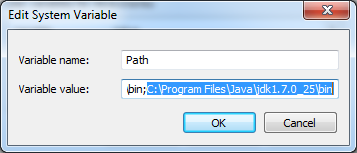 Edit System Variable
Variable name: Path
Variable value: \bin;C:\Program Files\Java\jdk1.7.0_25\bin
OK Cancel